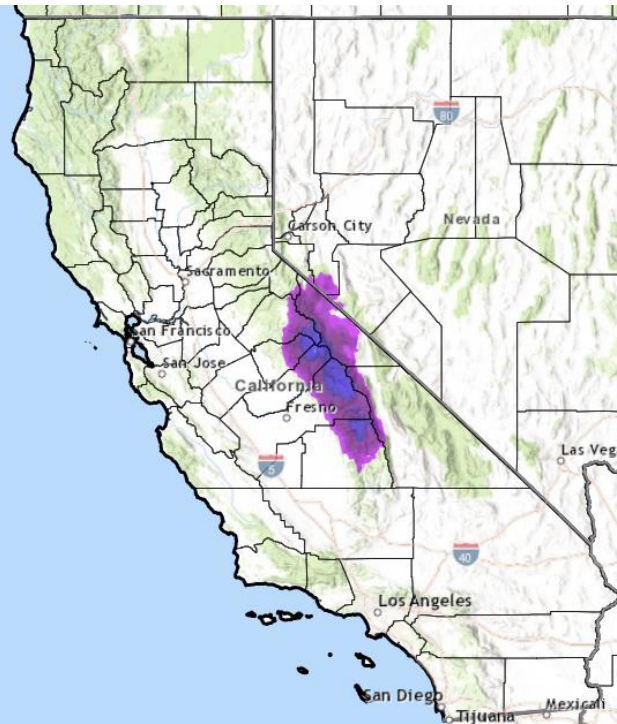 80
Nevada
Carson City
Sacramento
San Francisco
San Jose
California
Fresno
5
Las Veg
40
Los Angeles
San Diego
Tijuana
Mexicali